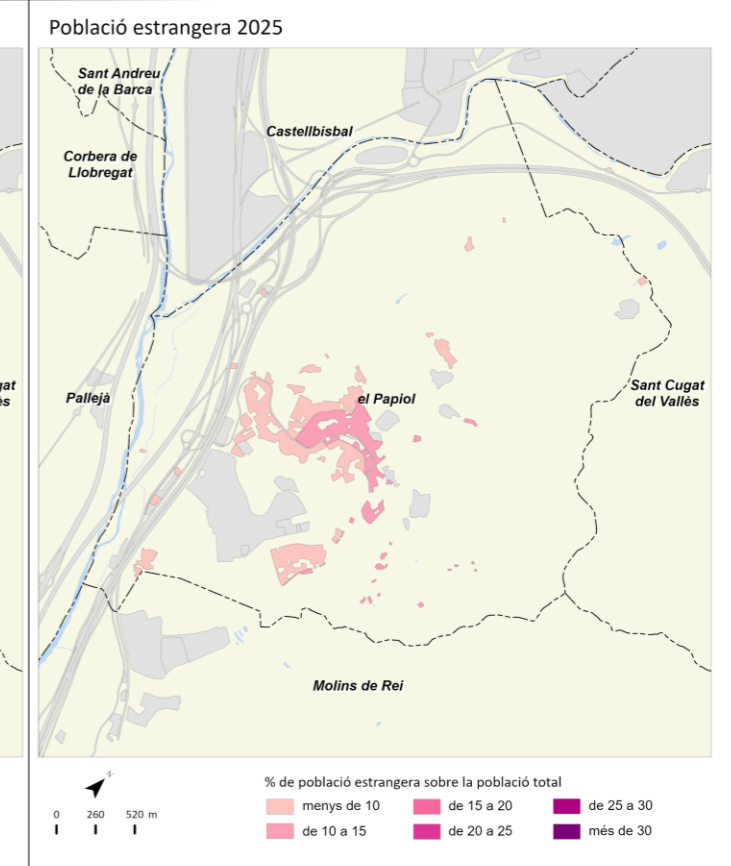 Població estrangera 2025
Sant Andreu
de la Barca
Castellbisbal
Corbera de
Llobregat
gat
ès
Pallejà
el Papiol
Sant Cugat
del Vallès
Molins de Rei
N
% de població estrangera sobre la població total
0 260 520 m
menys de 10
de 15 a 20
de 25 a 30
de 10 a 15
de 20 a 25
més de 30